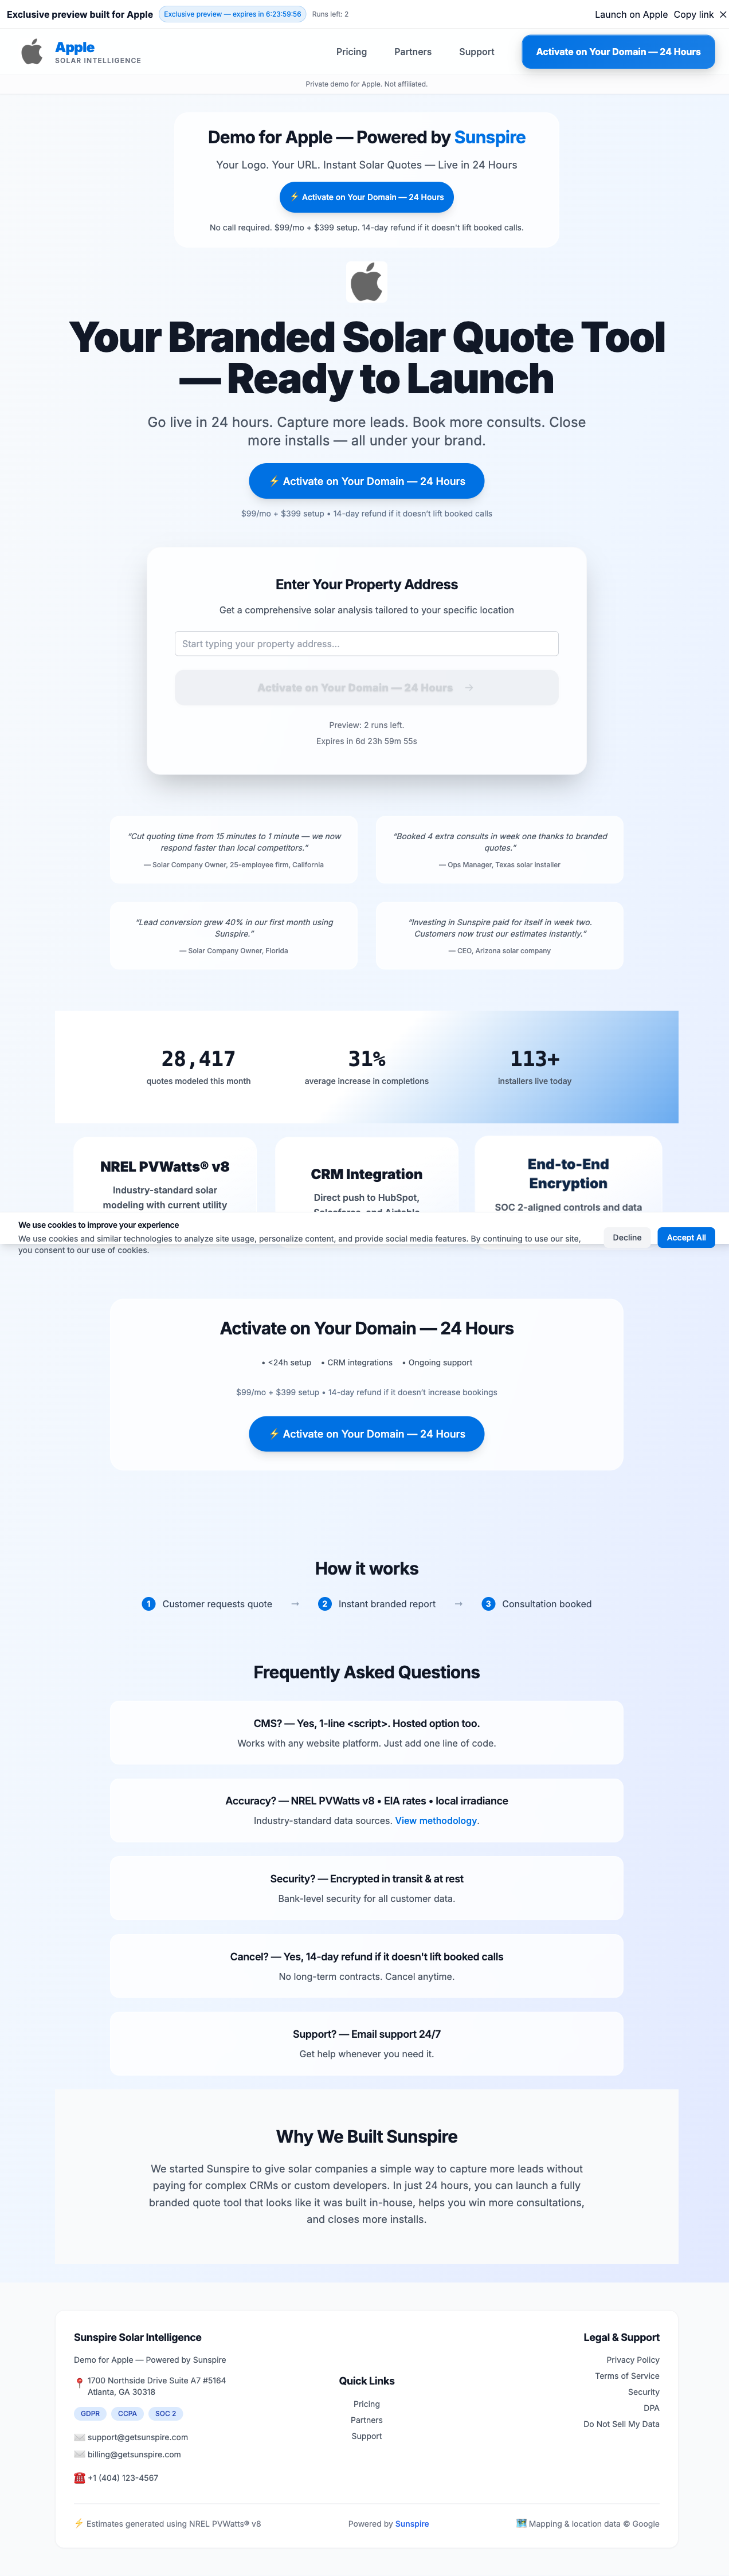 Exclusive preview built for Apple
Exclusive preview — expires in 6:23:59:56
Runs left: 2
Launch on Apple
Copy link
×
Apple
SOLAR INTELLIGENCE
Pricing
Partners
Support
Activate on Your Domain — 24 Hours
Private demo for Apple. Not affiliated.
Demo for Apple — Powered by Sunspire
Your Logo. Your URL. Instant Solar Quotes — Live in 24 Hours
⚡ Activate on Your Domain — 24 Hours
No call required. $99/mo + $399 setup. 14-day refund if it doesn't lift booked calls.
Your Branded Solar Quote Tool
— Ready to Launch
Go live in 24 hours. Capture more leads. Book more consults. Close
more installs — all under your brand.
⚡ Activate on Your Domain — 24 Hours
$99/mo + $399 setup • 14-day refund if it doesn't lift booked calls
Enter Your Property Address
Get a comprehensive solar analysis tailored to your specific location
Start typing your property address...
Activate on Your Domain — 24 Hours →
Preview: 2 runs left.
Expires in 6d 23h 59m 55s
"Cut quoting time from 15 minutes to 1 minute — we now
respond faster than local competitors."
— Solar Company Owner, 25-employee firm, California
"Booked 4 extra consults in week one thanks to branded
quotes."
— Ops Manager, Texas solar installer
"Lead conversion grew 40% in our first month using
Sunspire."
— Solar Company Owner, Florida
"Investing in Sunspire paid for itself in week two.
Customers now trust our estimates instantly."
— CEO, Arizona solar company
28,417
quotes modeled this month
31%
average increase in completions
113+
installers live today
NREL PVWatts® v8
Industry-standard solar
modeling with current utility
CRM Integration
Direct push to HubSpot,
Salesforce, and Airtable
End-to-End
Encryption
SOC 2-aligned controls and data
We use cookies to improve your experience
We use cookies and similar technologies to analyze site usage, personalize content, and provide social media features. By continuing to use our site,
you consent to our use of cookies.
Decline
Accept All
Activate on Your Domain — 24 Hours
• <24h setup • CRM integrations • Ongoing support
$99/mo + $399 setup • 14-day refund if it doesn't increase bookings
⚡ Activate on Your Domain — 24 Hours
How it works
1 Customer requests quote → 2 Instant branded report → 3 Consultation booked
Frequently Asked Questions
CMS? — Yes, 1-line <script>. Hosted option too.
Works with any website platform. Just add one line of code.
Accuracy? — NREL PVWatts v8 • EIA rates • local irradiance
Industry-standard data sources. View methodology.
Security? — Encrypted in transit & at rest
Bank-level security for all customer data.
Cancel? — Yes, 14-day refund if it doesn't lift booked calls
No long-term contracts. Cancel anytime.
Support? — Email support 24/7
Get help whenever you need it.
Why We Built Sunspire
We started Sunspire to give solar companies a simple way to capture more leads without
paying for complex CRMs or custom developers. In just 24 hours, you can launch a fully
branded quote tool that looks like it was built in-house, helps you win more consultations,
and closes more installs.
Sunspire Solar Intelligence
Demo for Apple — Powered by Sunspire
1700 Northside Drive Suite A7 #5164
Atlanta, GA 30318
GDPR
CCPA
SOC 2
support@getsunspire.com
billing@getsunspire.com
+1 (404) 123-4567
Quick Links
Pricing
Partners
Support
Legal & Support
Privacy Policy
Terms of Service
Security
DPA
Do Not Sell My Data
⚡ Estimates generated using NREL PVWatts® v8
Powered by Sunspire
Mapping & location data © Google